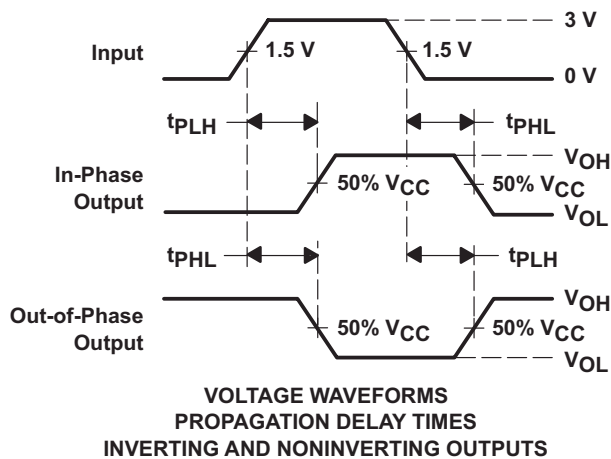 3 V
Input
1.5 V
1.5 V
0 V
tPLH
tPHL
In-Phase
Output
50% VCC
50% VCC
VOH
VOL
tPHL
tPLH
Out-of-Phase
Output
50% VCC
50% VCC
VOH
VOL
VOLTAGE WAVEFORMS
PROPAGATION DELAY TIMES
INVERTING AND NONINVERTING OUTPUTS